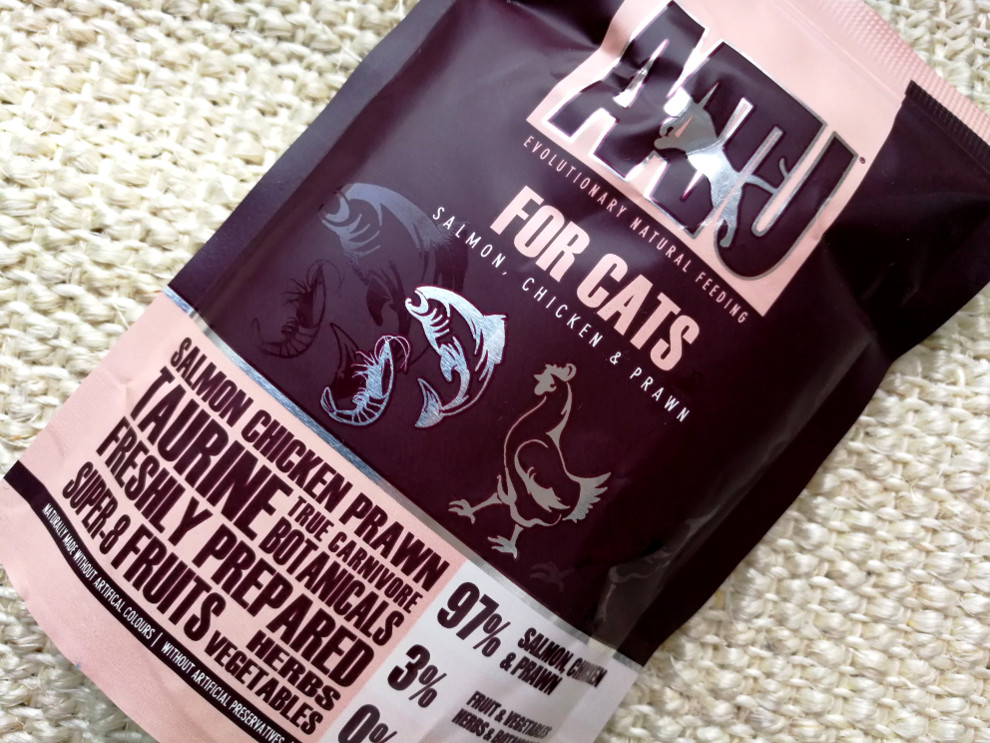 AATU
EVOLUTIONARY NATURAL FEEDING
FOR CATS
SALMON, CHICKEN & PRAWN
SALMON CHICKEN PRAWN
TAURINE TRUE CARNIVORE
BOTANICALS
FRESHLY PREPARED
SUPER-8 FRUITS HERBS
VEGETABLES
NATURALLY MADE WITHOUT ARTIFICAL COLOURS | WITHOUT ARTIFICIAL PRESERVATIVES
97% SALMON, CHICKEN
& PRAWN
3% FRUIT & VEGETABLES
HERBS & BOTANICALS
0%